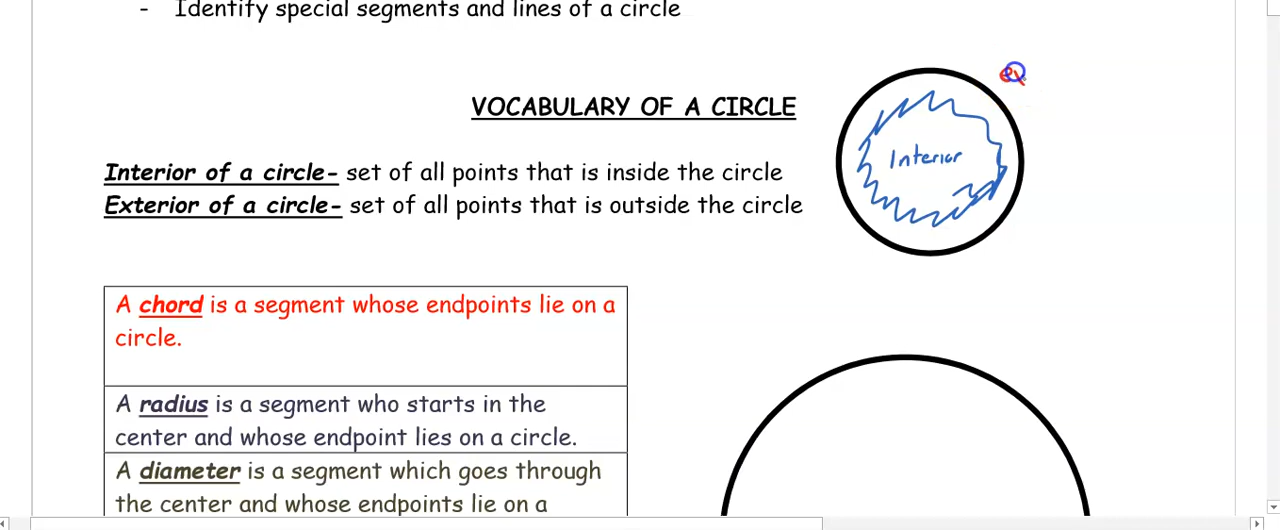 - Identify special segments and lines of a circle
VOCABULARY OF A CIRCLE
Interior of a circle- set of all points that is inside the circle
Exterior of a circle- set of all points that is outside the circle
Interior
ex
A chord is a segment whose endpoints lie on a
circle.
A radius is a segment who starts in the
center and whose endpoint lies on a circle.
A diameter is a segment which goes through
the center and whose endpoints lie on a